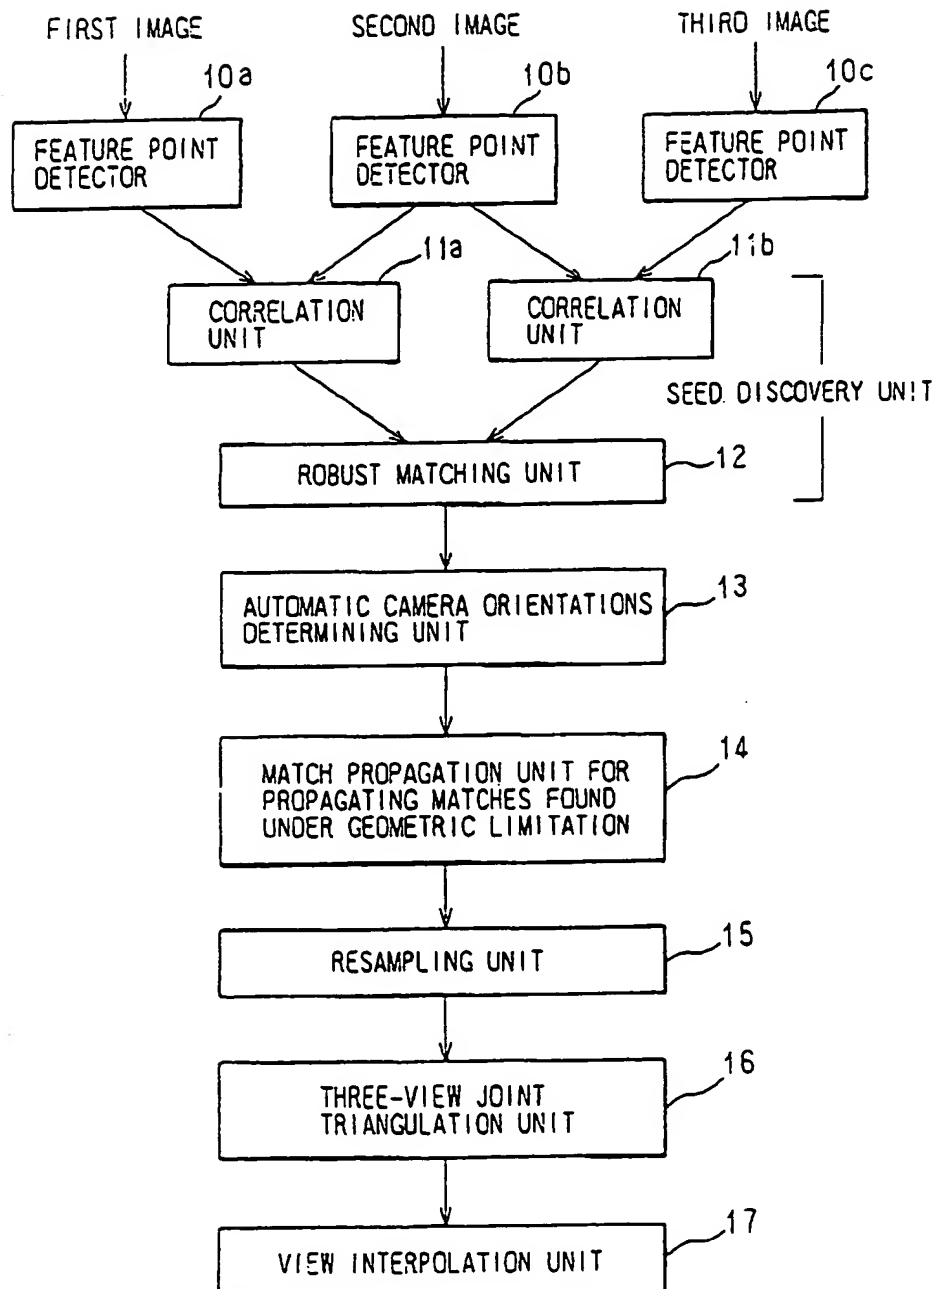 FIRST IMAGE
SECOND IMAGE
THIRD IMAGE
10a
10b
10c
FEATURE POINT
DETECTOR
FEATURE POINT
DETECTOR
FEATURE POINT
DETECTOR
11a
11b
CORRELATION
UNIT
CORRELATION
UNIT
SEED DISCOVERY UNIT
ROBUST MATCHING UNIT
12
AUTOMATIC CAMERA ORIENTATIONS
DETERMINING UNIT
13
MATCH PROPAGATION UNIT FOR
PROPAGATING MATCHES FOUND
UNDER GEOMETRIC LIMITATION
14
RESAMPLING UNIT
15
THREE-VIEW JOINT
TRIANGULATION UNIT
16
VIEW INTERPOLATION UNIT
17